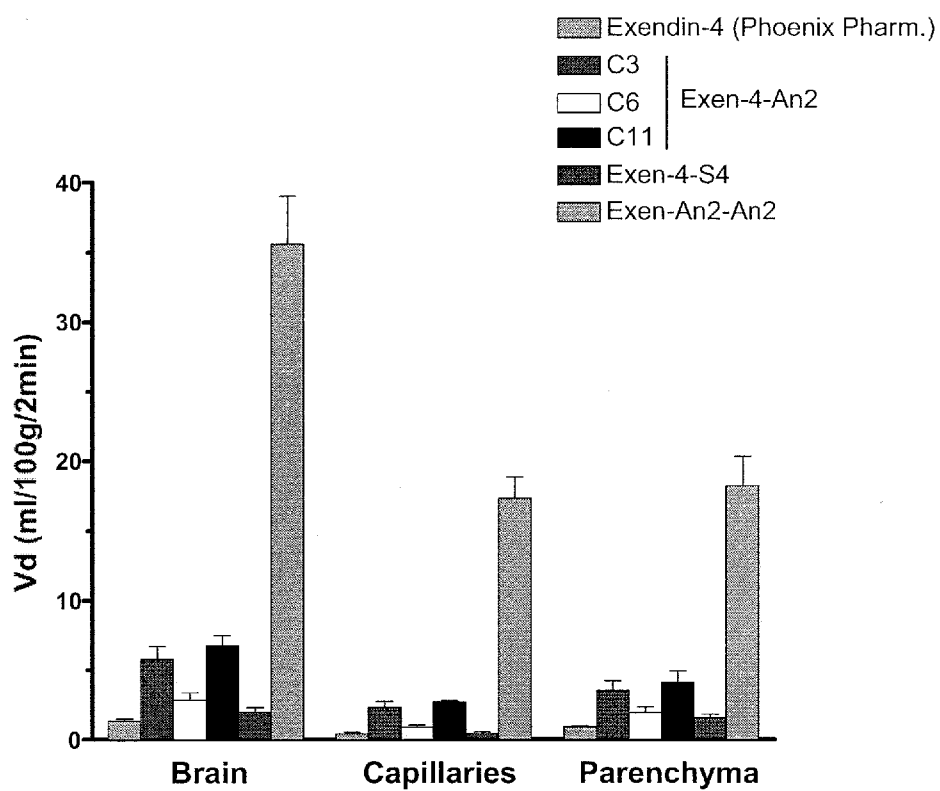 Exendin-4 (Phoenix Pharm.)
C3
C6
C11
Exen-4-An2
Exen-4-S4
Exen-An2-An2
Vd (ml/100g/2min)
40
30
20
10
0
Brain
Capillaries
Parenchyma